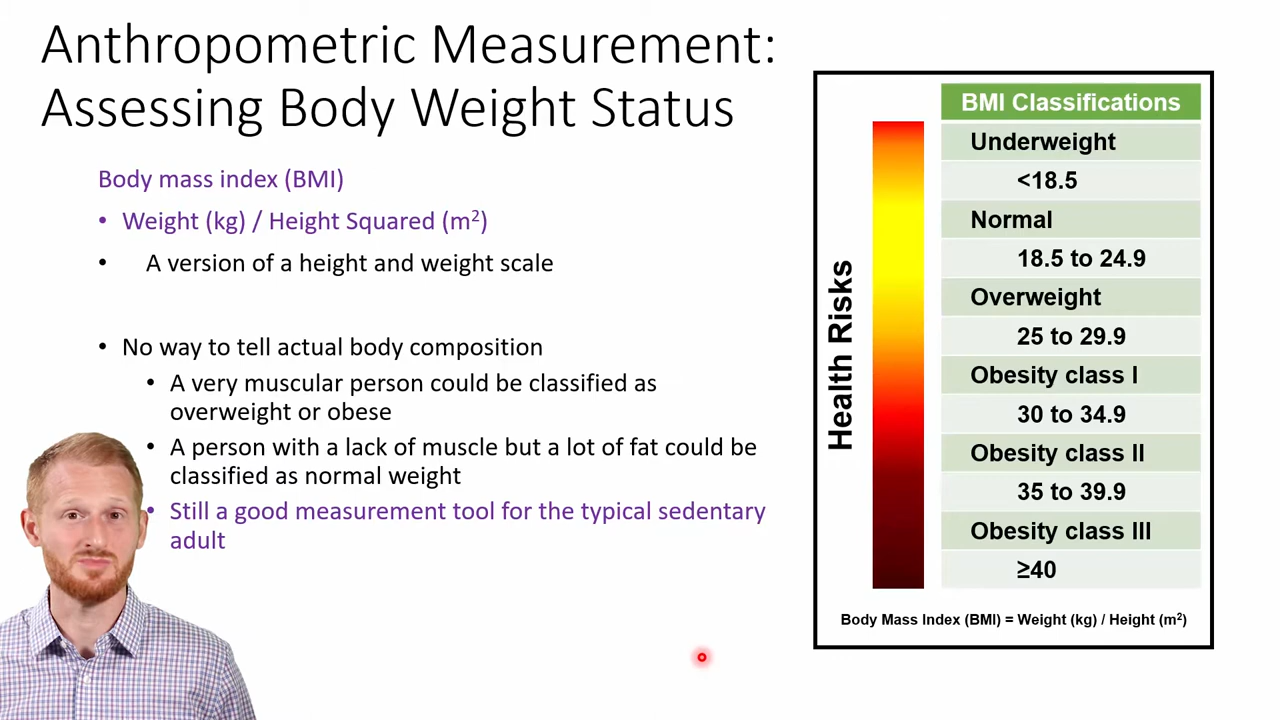 Anthropometric Measurement:
Assessing Body Weight Status
Body mass index (BMI)
• Weight (kg) / Height Squared (m²)
• A version of a height and weight scale
• No way to tell actual body composition
• A very muscular person could be classified as
overweight or obese
• A person with a lack of muscle but a lot of fat could be
classified as normal weight
• Still a good measurement tool for the typical sedentary
adult
Health Risks
BMI Classifications
Underweight
<18.5
Normal
18.5 to 24.9
Overweight
25 to 29.9
Obesity class I
30 to 34.9
Obesity class II
35 to 39.9
Obesity class III
≥40
Body Mass Index (BMI) = Weight (kg) / Height (m²)